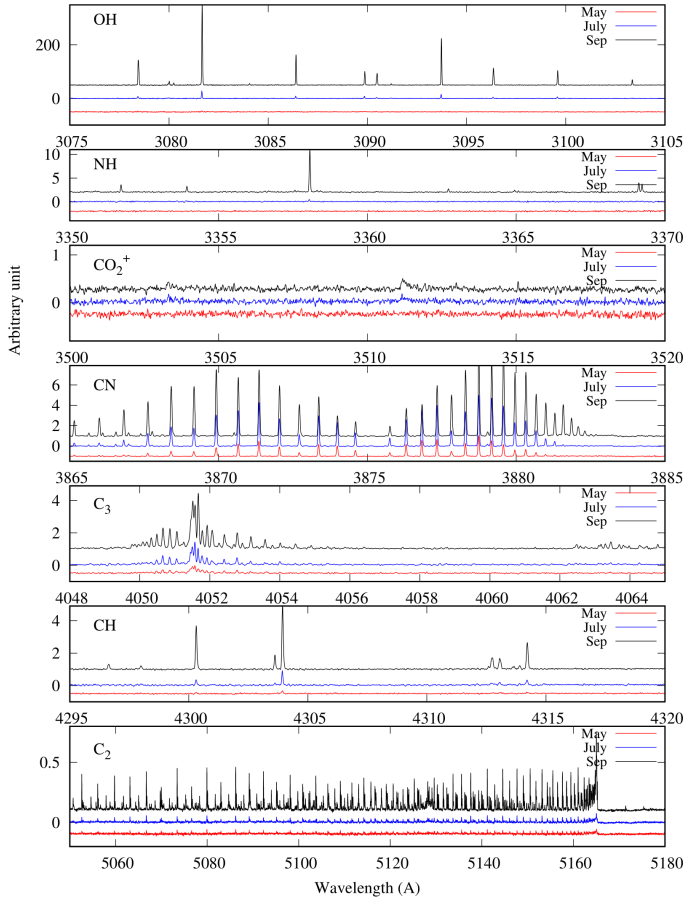 OH
May
July
Sep
200
0
3075 3080 3085 3090 3095 3100 3105
NH
May
July
Sep
10
5
0
3350 3355 3360 3365 3370
CO2+
May
July
Sep
1
0
3500 3505 3510 3515 3520
CN
May
July
Sep
6
4
2
0
3865 3870 3875 3880 3885
C3
May
July
Sep
4
2
0
4048 4050 4052 4054 4056 4058 4060 4062 4064
CH
May
July
Sep
4
2
0
4295 4300 4305 4310 4315 4320
C2
May
July
Sep
0.5
0
5060 5080 5100 5120 5140 5160 5180
Wavelength (A)
Arbitrary unit